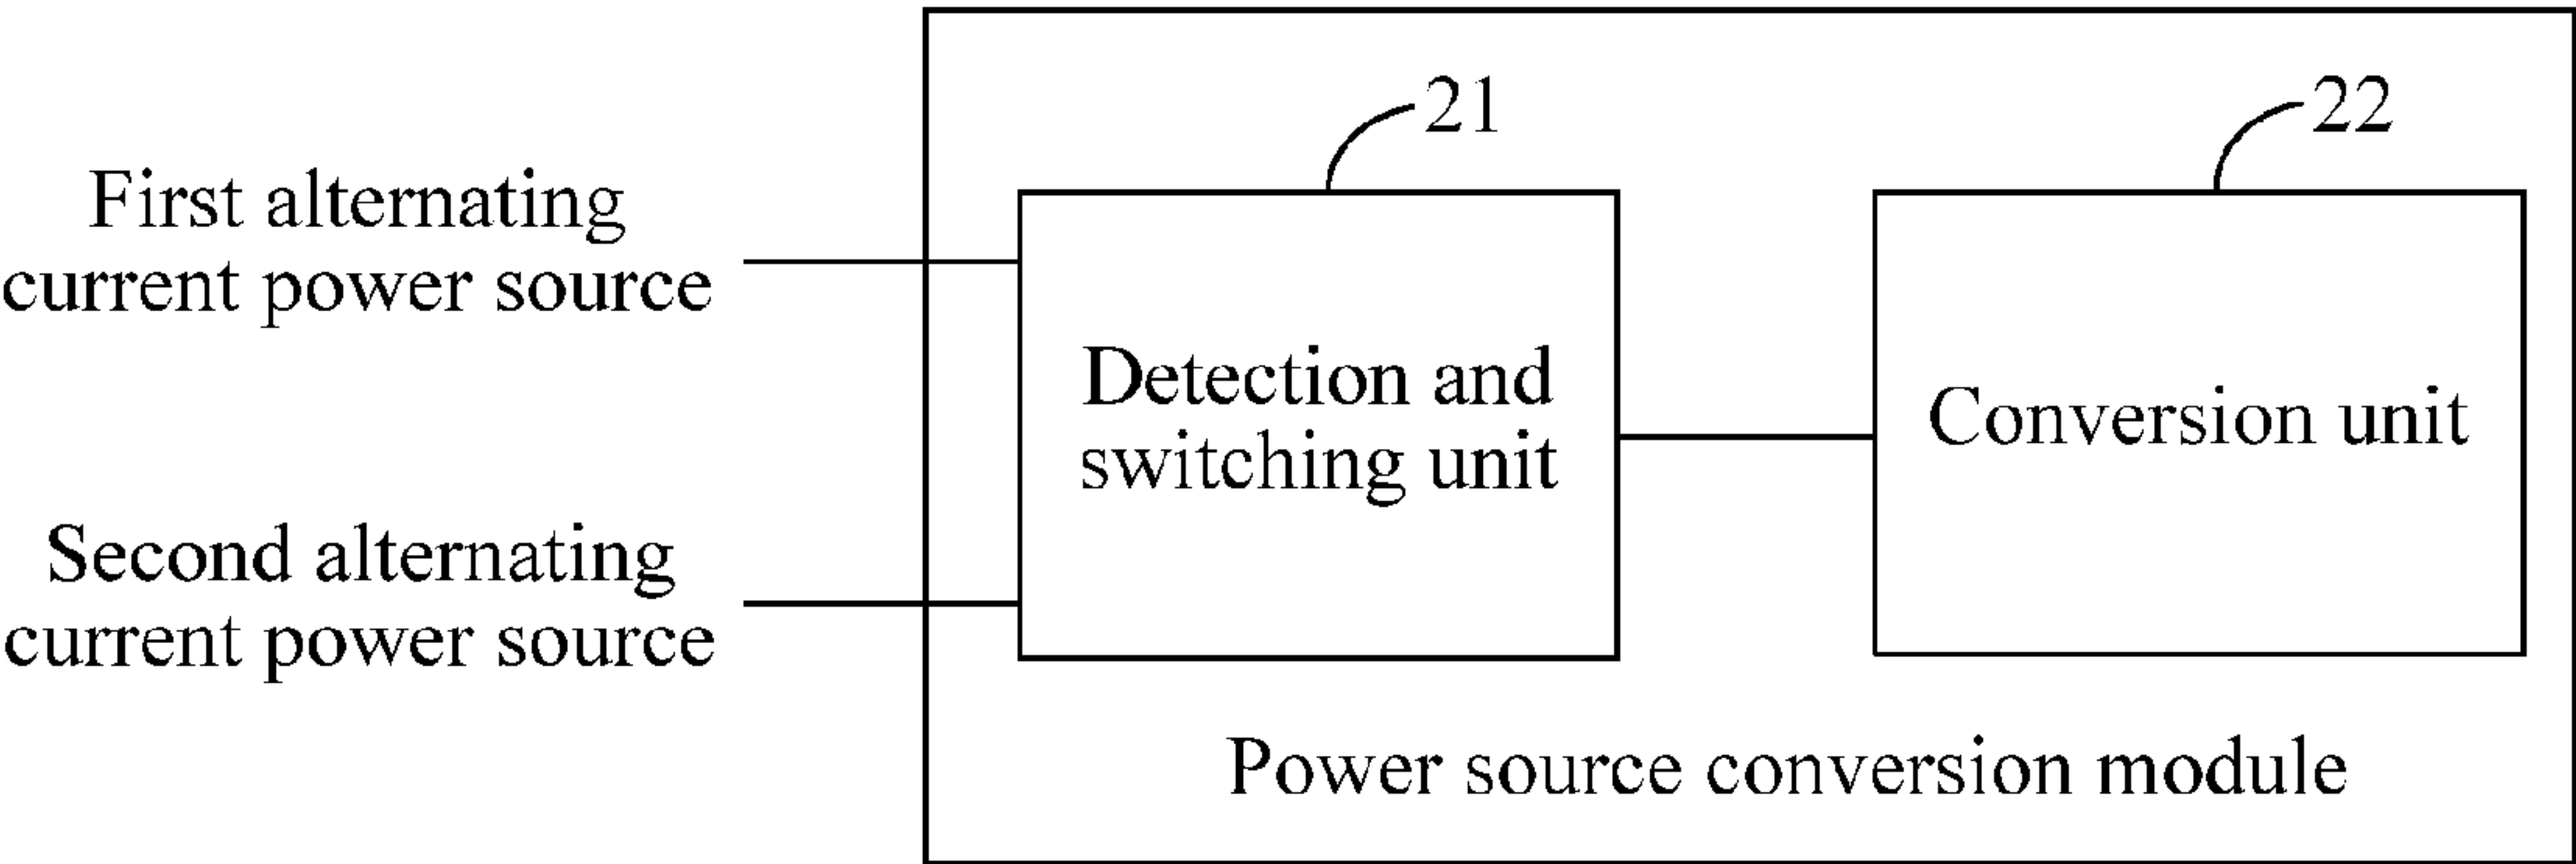 21
22
First alternating
current power source
Detection and
switching unit
Conversion unit
Second alternating
current power source
Power source conversion module